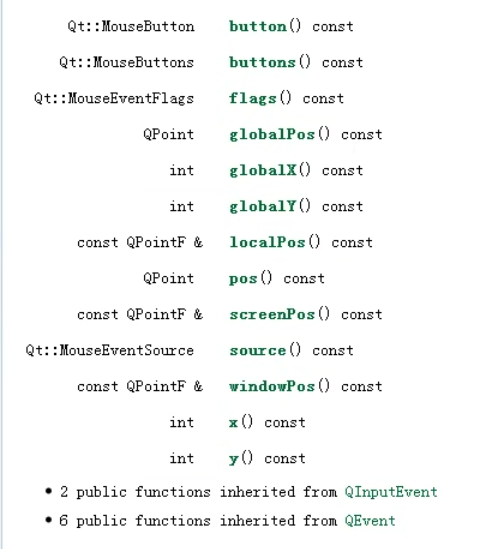 Qt::MouseButton button() const
Qt::MouseButtons buttons() const
Qt::MouseEventFlags flags() const
QPoint globalPos() const
int globalX() const
int globalY() const
const QPointF & localPos() const
QPoint pos() const
const QPointF & screenPos() const
Qt::MouseEventSource source() const
const QPointF & windowPos() const
int x() const
int y() const
• 2 public functions inherited from QInputEvent
• 6 public functions inherited from QEvent